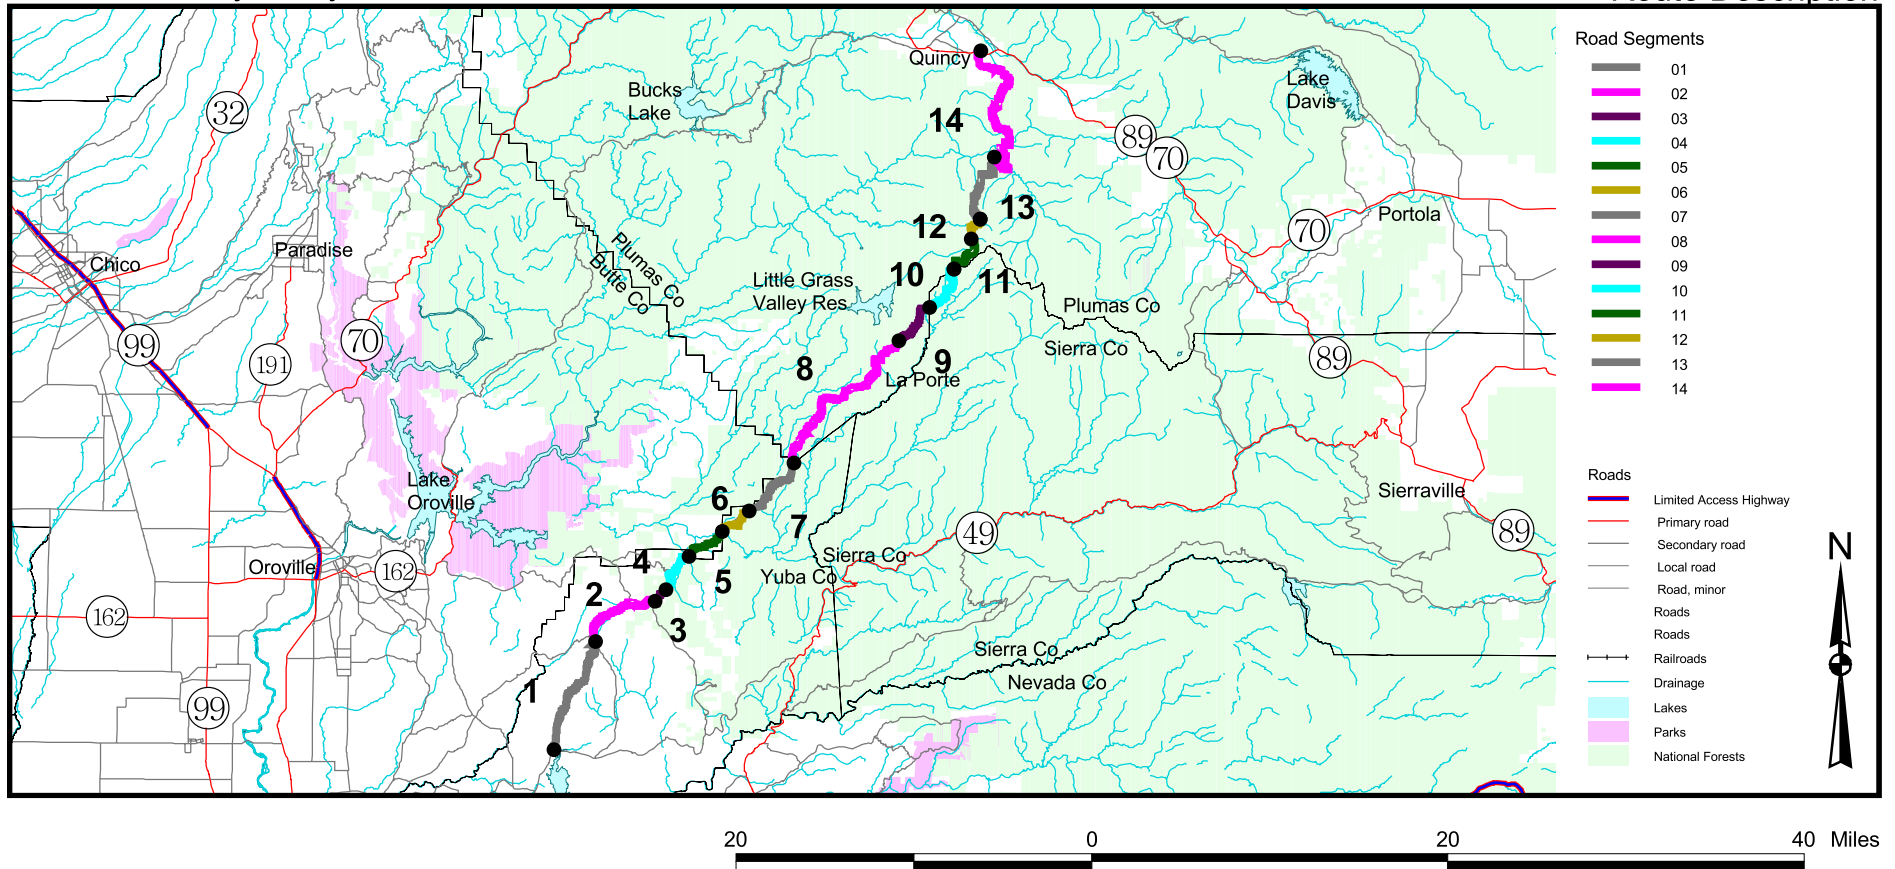 Route Description
Quincy
Bucks
Lake
Lake
Davis
14
32
89
70
13
12
Portola
70
Paradise
Chico
Plumas Co
Butte Co
Little Grass
Valley Res
10
11
Plumas Co
Sierra Co
99
70
191
8
9
La Porte
89
Lake
Oroville
6
7
Sierraville
49
89
Oroville
162
4
5
Sierra Co
Yuba Co
2
3
162
Sierra Co
Nevada Co
1
99
Road Segments
01
02
03
04
05
06
07
08
09
10
11
12
13
14
Roads
Limited Access Highway
Primary road
Secondary road
Local road
Road, minor
Roads
Roads
Railroads
Drainage
Lakes
Parks
National Forests
N
20 0 20 40 Miles